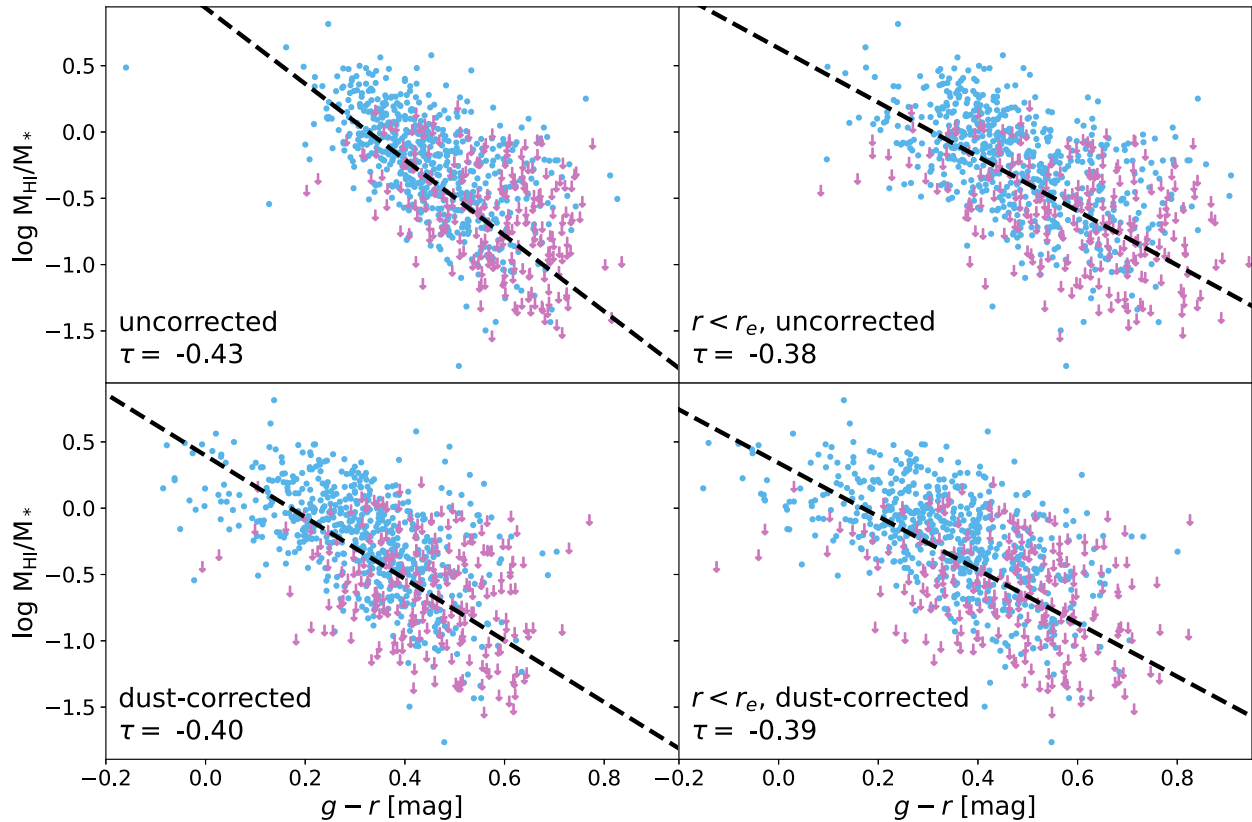 log M_HI/M_*
0.5
0.0
−0.5
−1.0
−1.5
uncorrected
τ = -0.43
r < r_e, uncorrected
τ = -0.38
log M_HI/M_*
0.5
0.0
−0.5
−1.0
−1.5
dust-corrected
τ = -0.40
r < r_e, dust-corrected
τ = -0.39
−0.2 0.0 0.2 0.4 0.6 0.8
−0.2 0.0 0.2 0.4 0.6 0.8
g − r [mag]
g − r [mag]